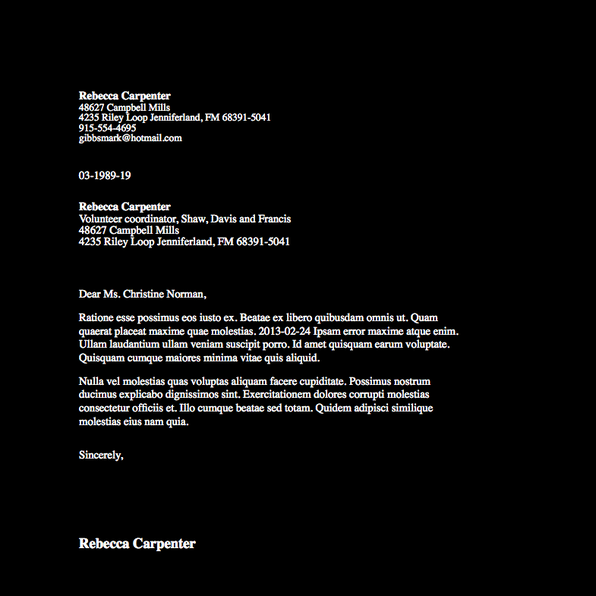 Rebecca Carpenter
48627 Campbell Mills
4235 Riley Loop Jenniferland, FM 68391-5041
915-554-4695
gibbsmark@hotmail.com
03-1989-19
Rebecca Carpenter
Volunteer coordinator, Shaw, Davis and Francis
48627 Campbell Mills
4235 Riley Loop Jenniferland, FM 68391-5041
Dear Ms. Christine Norman,
Ratione esse possimus eos iusto ex. Beatae ex libero quibusdam omnis ut. Quam
quaerat placeat maxime quae molestias. 2013-02-24 Ipsam error maxime atque enim.
Ullam laudantium ullam veniam suscipit porro. Id amet quisquam earum voluptate.
Quisquam cumque maiores minima vitae quis aliquid.
Nulla vel molestias quas voluptas aliquam facere cupiditate. Possimus nostrum
ducimus explicabo dignissimos sint. Exercitationem dolores corrupti molestias
consectetur officiis et. Illo cumque beatae sed totam. Quidem adipisci similique
molestias eius nam quia.
Sincerely,
Rebecca Carpenter